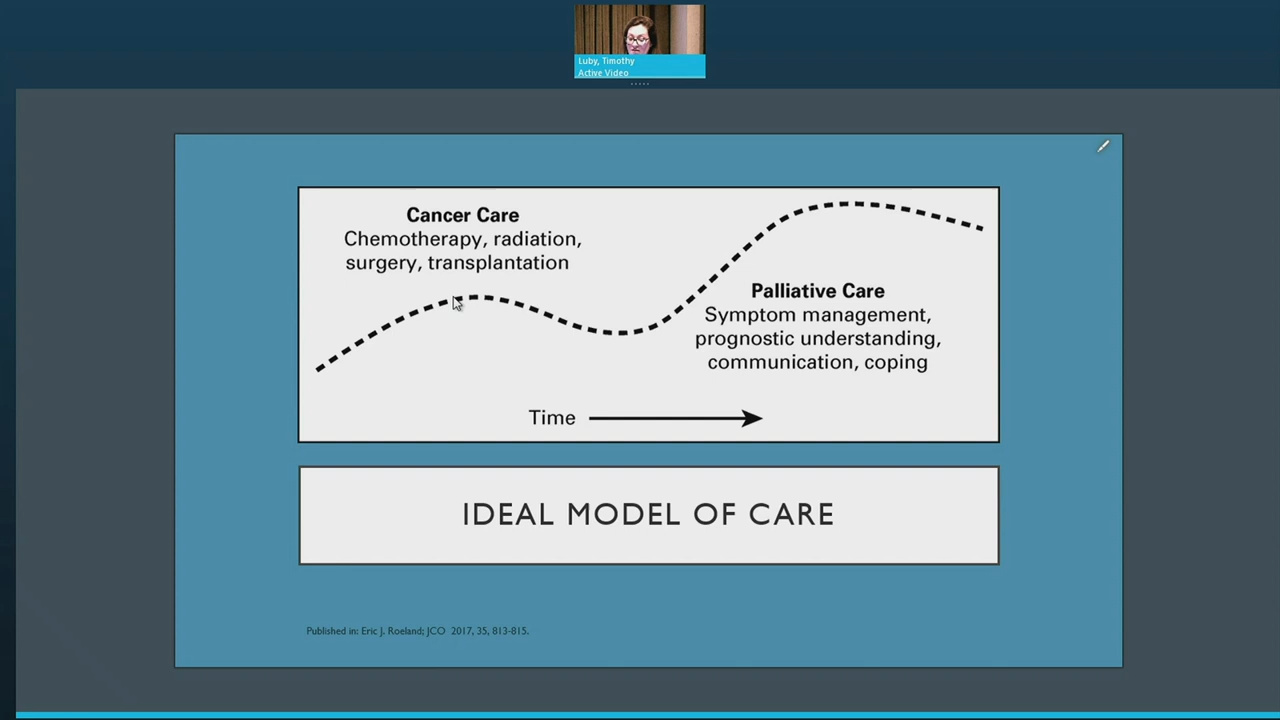 Luby, Timothy
Active Video
Cancer Care
Chemotherapy, radiation,
surgery, transplantation
Palliative Care
Symptom management,
prognostic understanding,
communication, coping
Time
IDEAL MODEL OF CARE
Published in: Eric J. Roeland; JCO 2017, 35, 813-815.